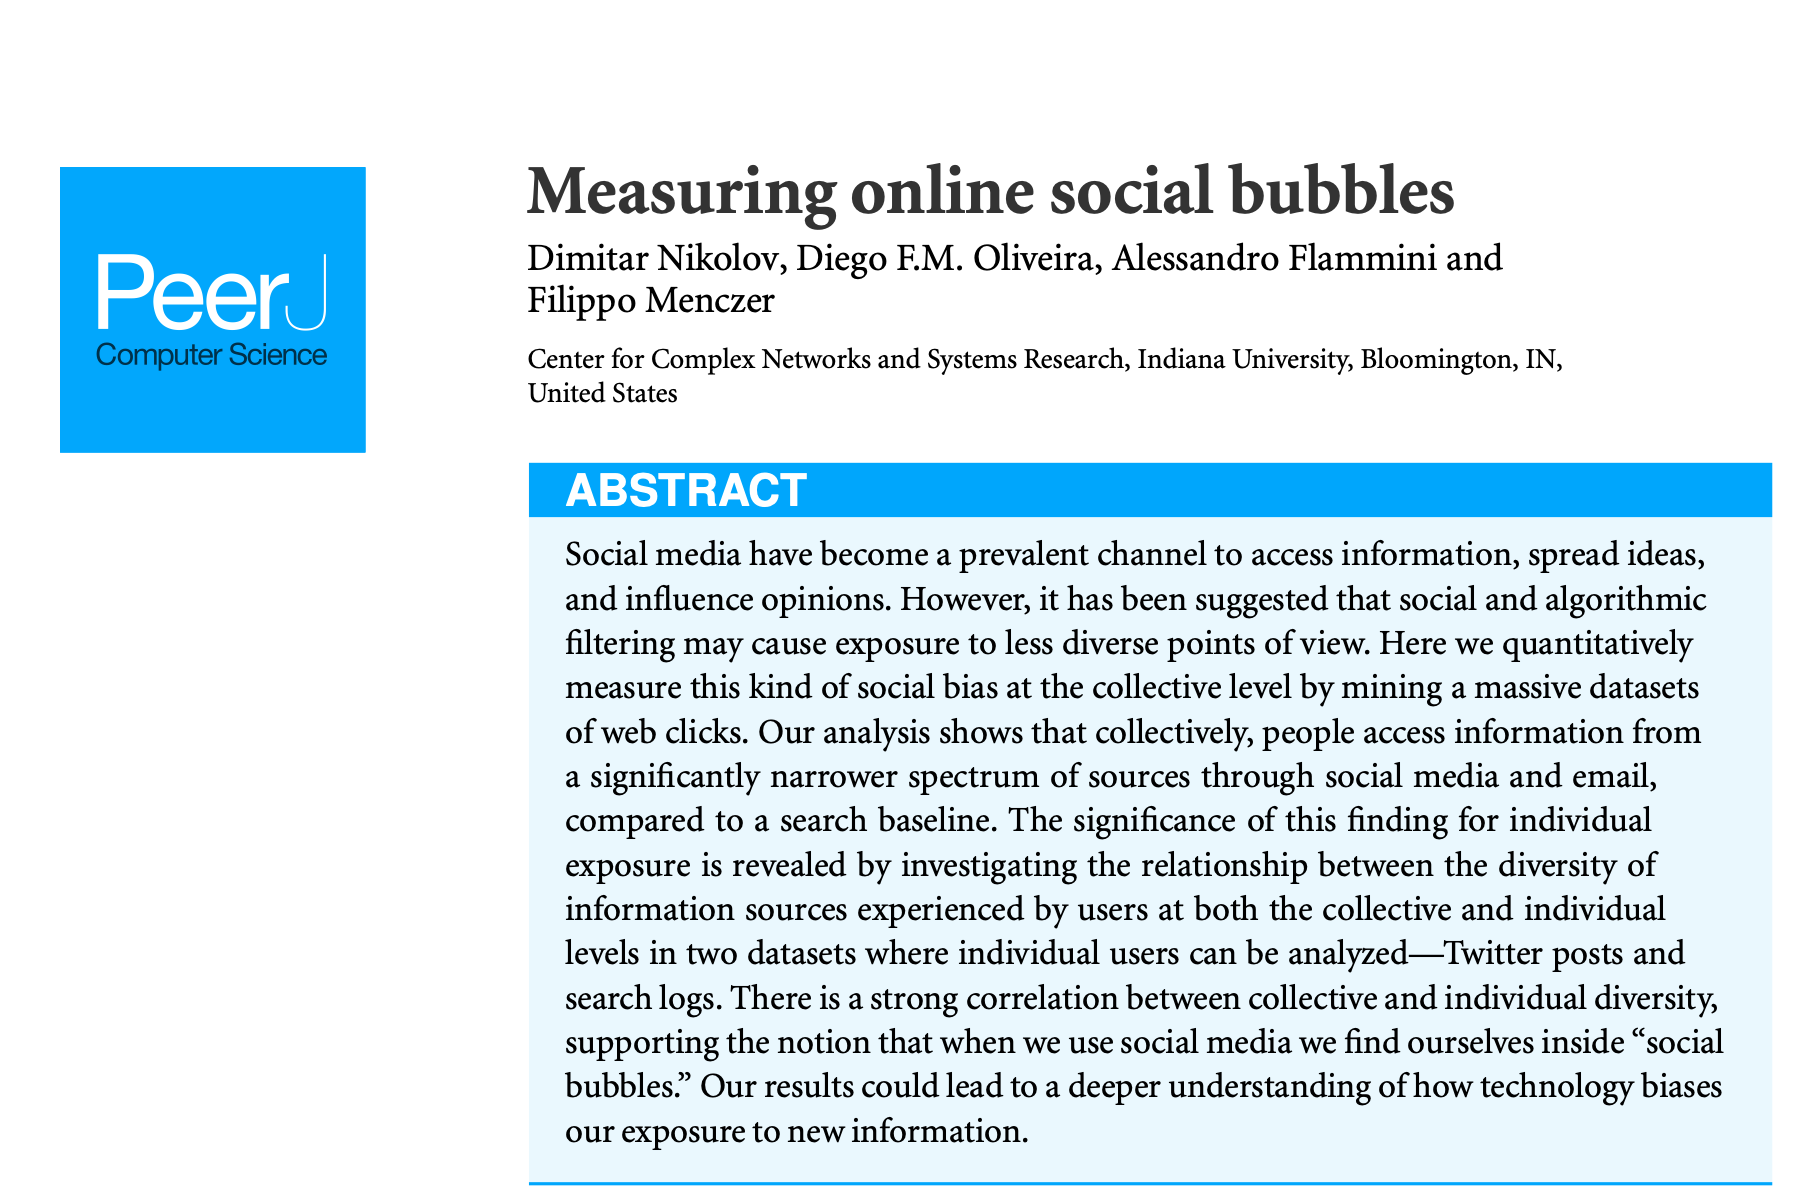 PeerJ
Computer Science
Measuring online social bubbles
Dimitar Nikolov, Diego F.M. Oliveira, Alessandro Flammini and
Filippo Menczer
Center for Complex Networks and Systems Research, Indiana University, Bloomington, IN,
United States
ABSTRACT
Social media have become a prevalent channel to access information, spread ideas,
and influence opinions. However, it has been suggested that social and algorithmic
filtering may cause exposure to less diverse points of view. Here we quantitatively
measure this kind of social bias at the collective level by mining a massive datasets
of web clicks. Our analysis shows that collectively, people access information from
a significantly narrower spectrum of sources through social media and email,
compared to a search baseline. The significance of this finding for individual
exposure is revealed by investigating the relationship between the diversity of
information sources experienced by users at both the collective and individual
levels in two datasets where individual users can be analyzed—Twitter posts and
search logs. There is a strong correlation between collective and individual diversity,
supporting the notion that when we use social media we find ourselves inside “social
bubbles.” Our results could lead to a deeper understanding of how technology biases
our exposure to new information.